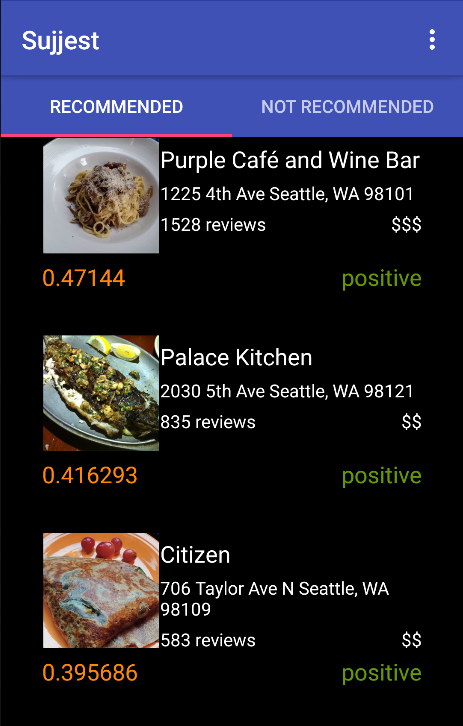 Sujjest
RECOMMENDED NOT RECOMMENDED
Purple Café and Wine Bar
1225 4th Ave Seattle, WA 98101
1528 reviews $$$
0.47144 positive
Palace Kitchen
2030 5th Ave Seattle, WA 98121
835 reviews $$
0.416293 positive
Citizen
706 Taylor Ave N Seattle, WA
98109
583 reviews $$
0.395686 positive